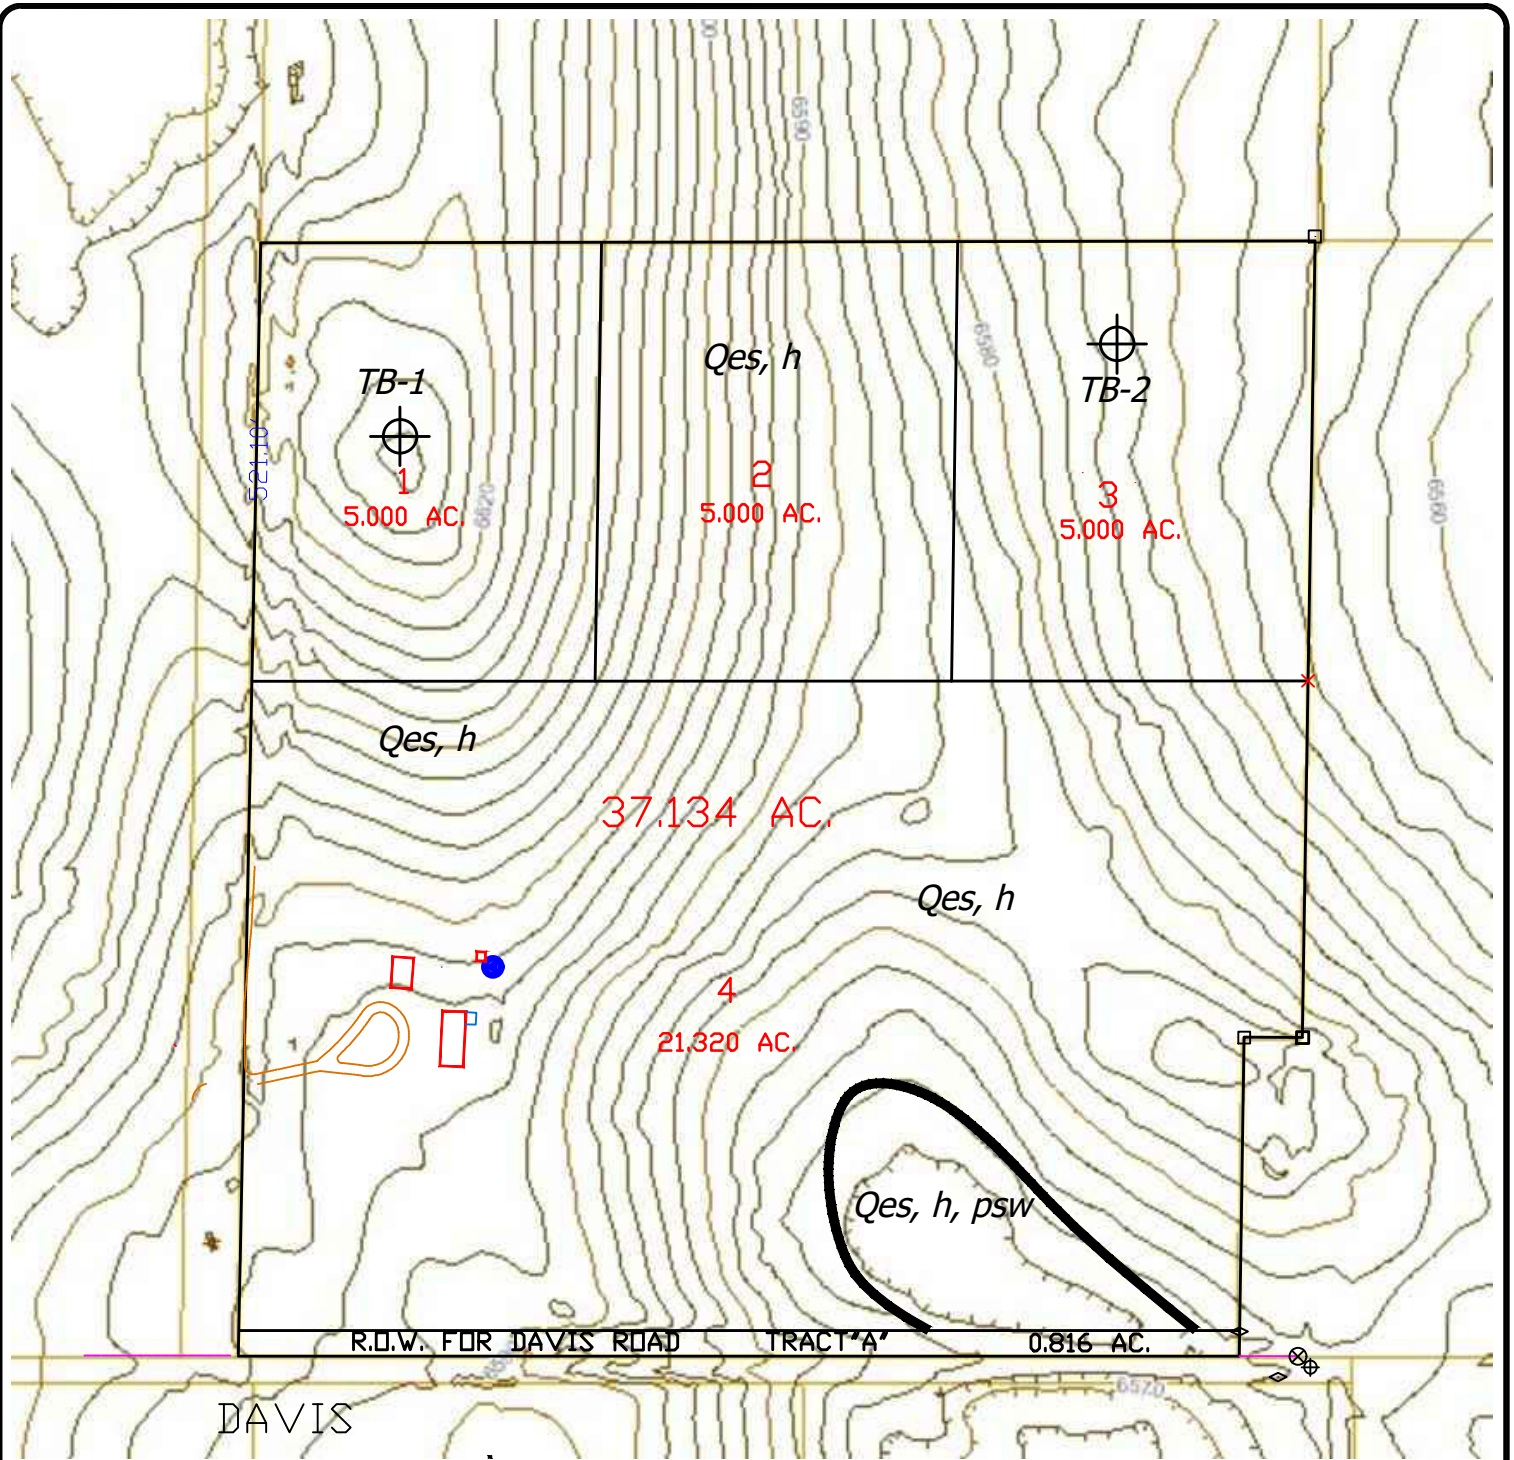 6590
Qes, h
6580
TB-1
TB-2
521.10'
1
5.000 AC.
6620
2
5.000 AC.
3
5.000 AC.
6560
Qes, h
37.134 AC.
Qes, h
4
21.320 AC.
Qes, h, psw
R.O.W. FOR DAVIS ROAD TRACT"A" 0.816 AC.
6570
DAVIS